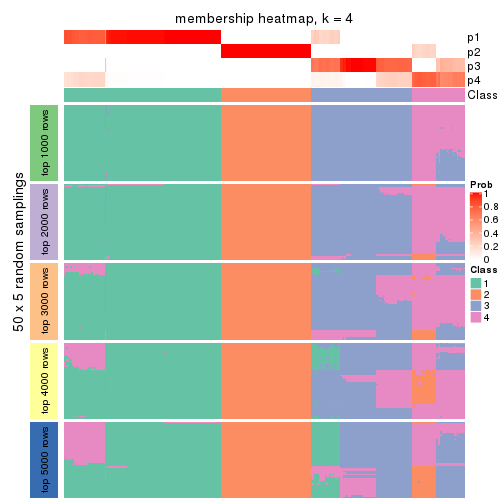 membership heatmap, k = 4
p1
p2
p3
p4
Class
50 x 5 random samplings
top 1000 rows
top 2000 rows
top 3000 rows
top 4000 rows
top 5000 rows
Prob
1
0.8
0.6
0.4
0.2
0
Class
1
2
3
4